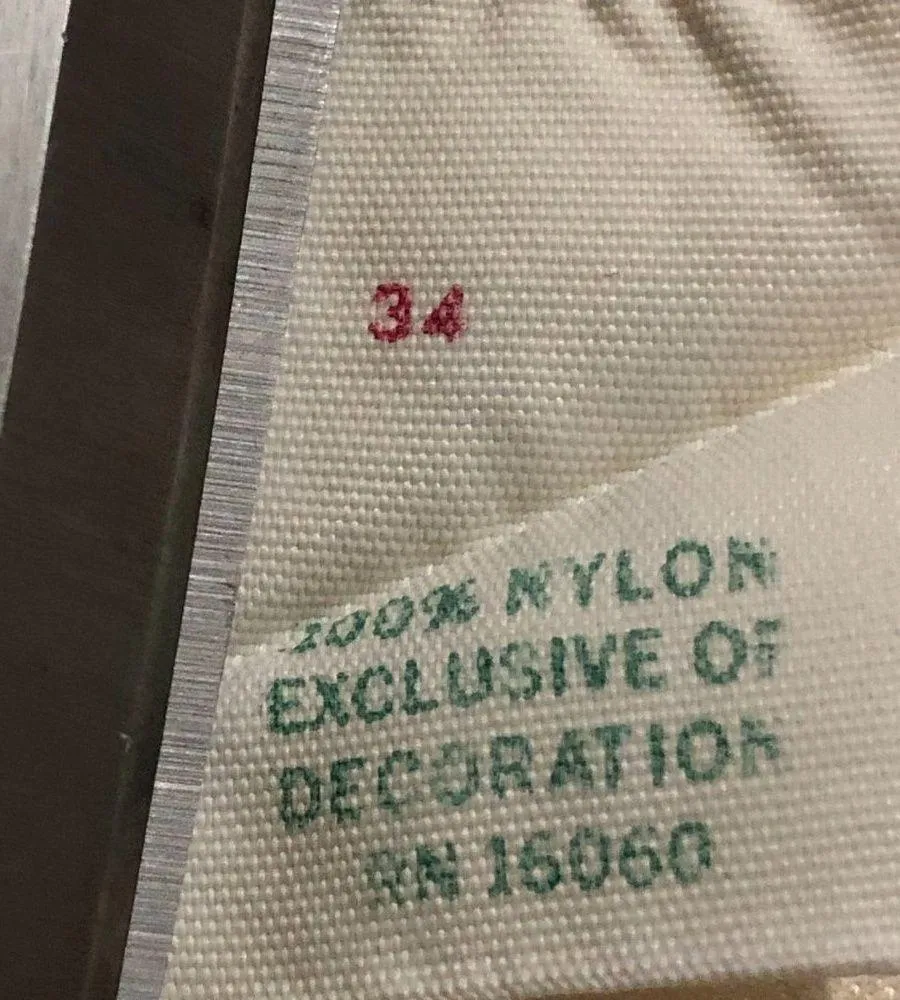 34
100% NYLON
EXCLUSIVE OF
DECORATION
RN 16060